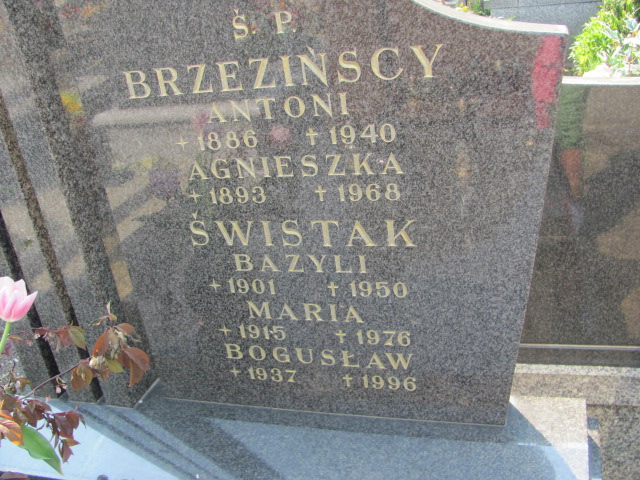 Ś. P.
BRZEZIŃSCY
ANTONI
+1886 †1940
AGNIESZKA
+1893 †1968
ŚWISTAK
BAZYLI
+1901 †1950
MARIA
+1915 †1976
BOGUSŁAW
+1937 †1996